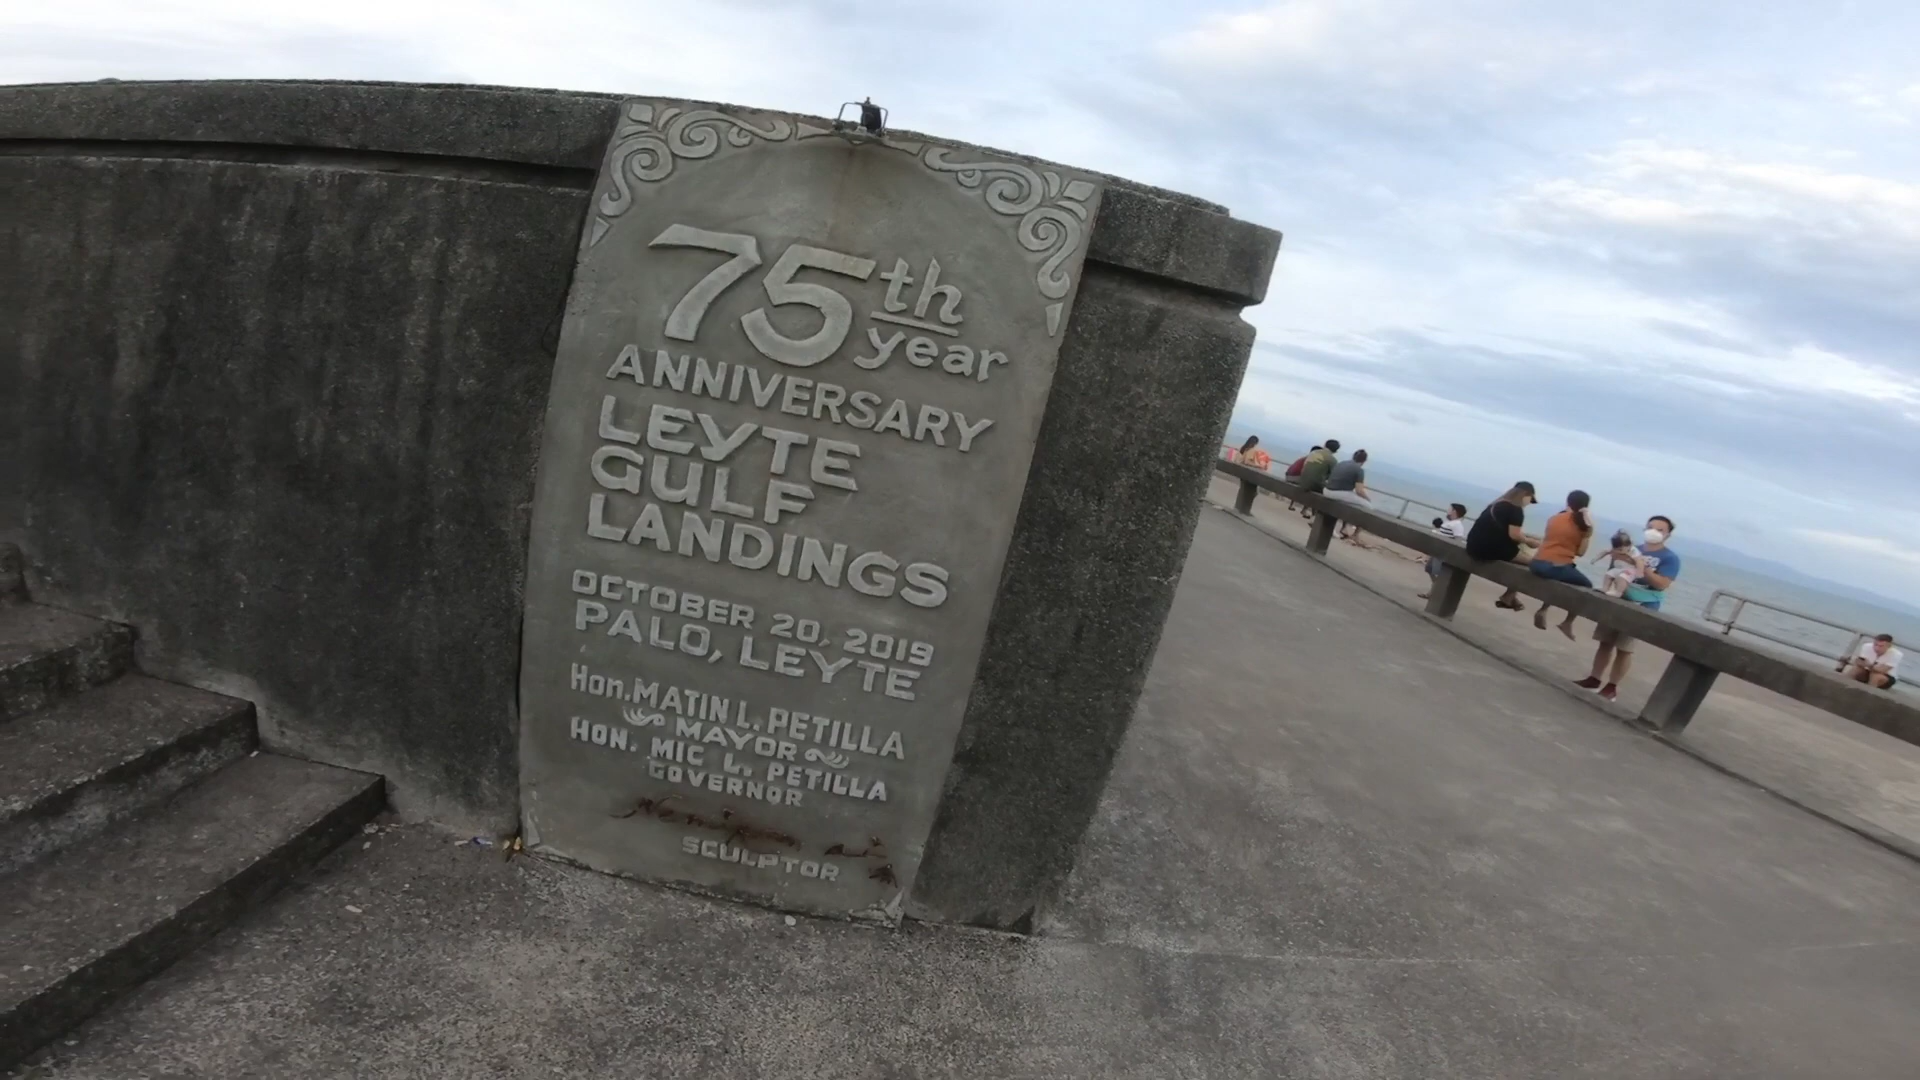 75th
year
ANNIVERSARY
LEYTE
GULF
LANDINGS
OCTOBER 20, 2019
PALO, LEYTE
Hon. MATIN L. PETILLA
MAYOR
HON. MIC L. PETILLA
GOVERNOR
SCULPTOR